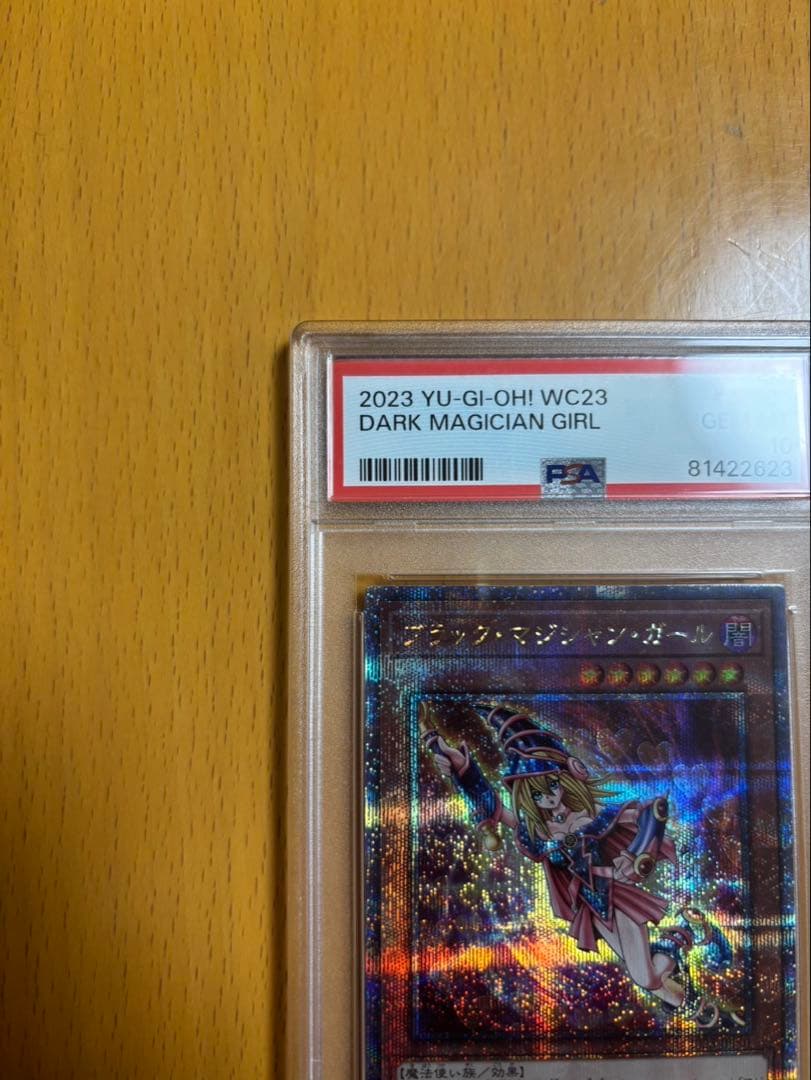 2023 YU-GI-OH! WC23
DARK MAGICIAN GIRL
10
PSA
81422623
ブラック・マジシャン・ガール 闇
【魔法使い族/効果】